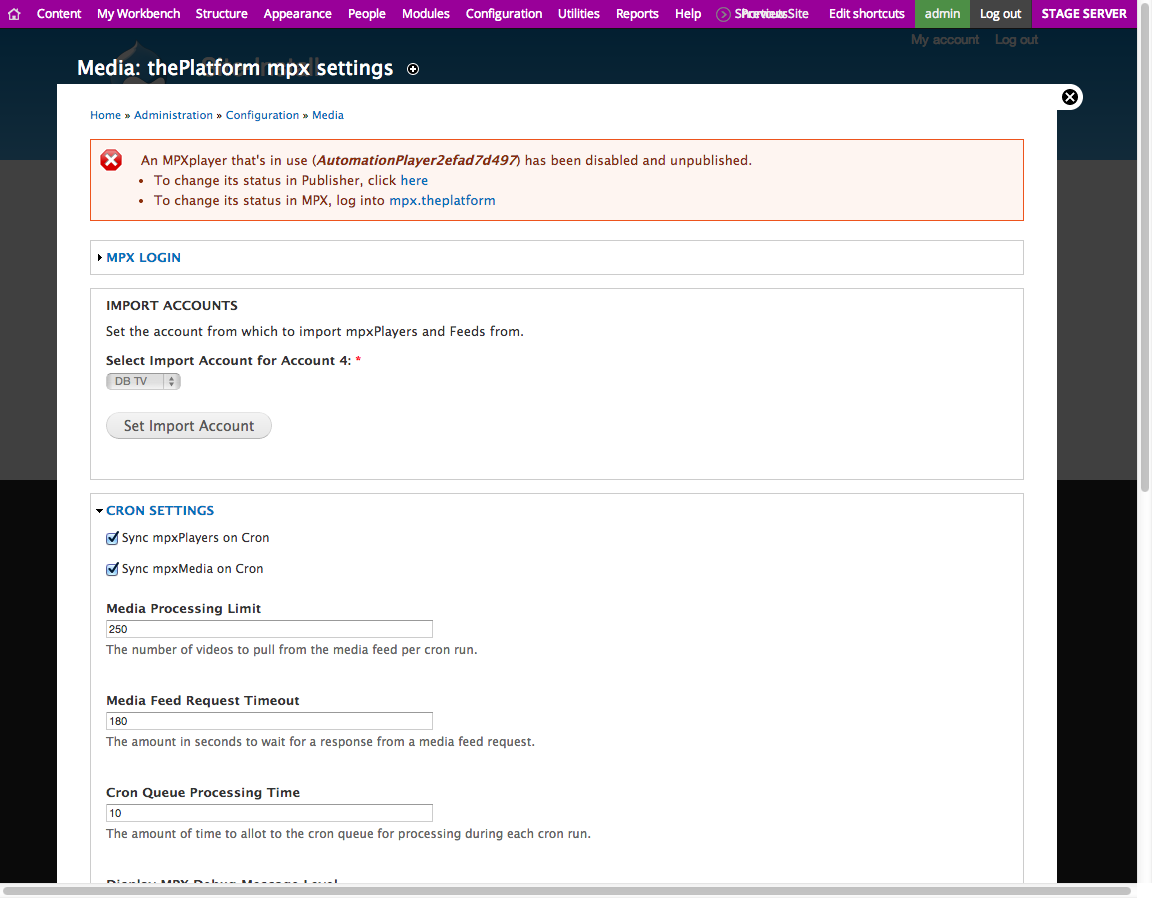 Content My Workbench Structure Appearance People Modules Configuration Utilities Reports Help Edit shortcuts admin Log out STAGE SERVER
My account Log out
Media: thePlatform mpx settings
Home » Administration » Configuration » Media
An MPXplayer that's in use (AutomationPlayer2efad7d497) has been disabled and unpublished.
• To change its status in Publisher, click here
• To change its status in MPX, log into mpx.theplatform
MPX LOGIN
IMPORT ACCOUNTS
Set the account from which to import mpxPlayers and Feeds from.
Select Import Account for Account 4: *
DB TV
Set Import Account
CRON SETTINGS
Sync mpxPlayers on Cron
Sync mpxMedia on Cron
Media Processing Limit
250
The number of videos to pull from the media feed per cron run.
Media Feed Request Timeout
180
The amount in seconds to wait for a response from a media feed request.
Cron Queue Processing Time
10
The amount of time to allot to the cron queue for processing during each cron run.
Display MPX Debug Message Level